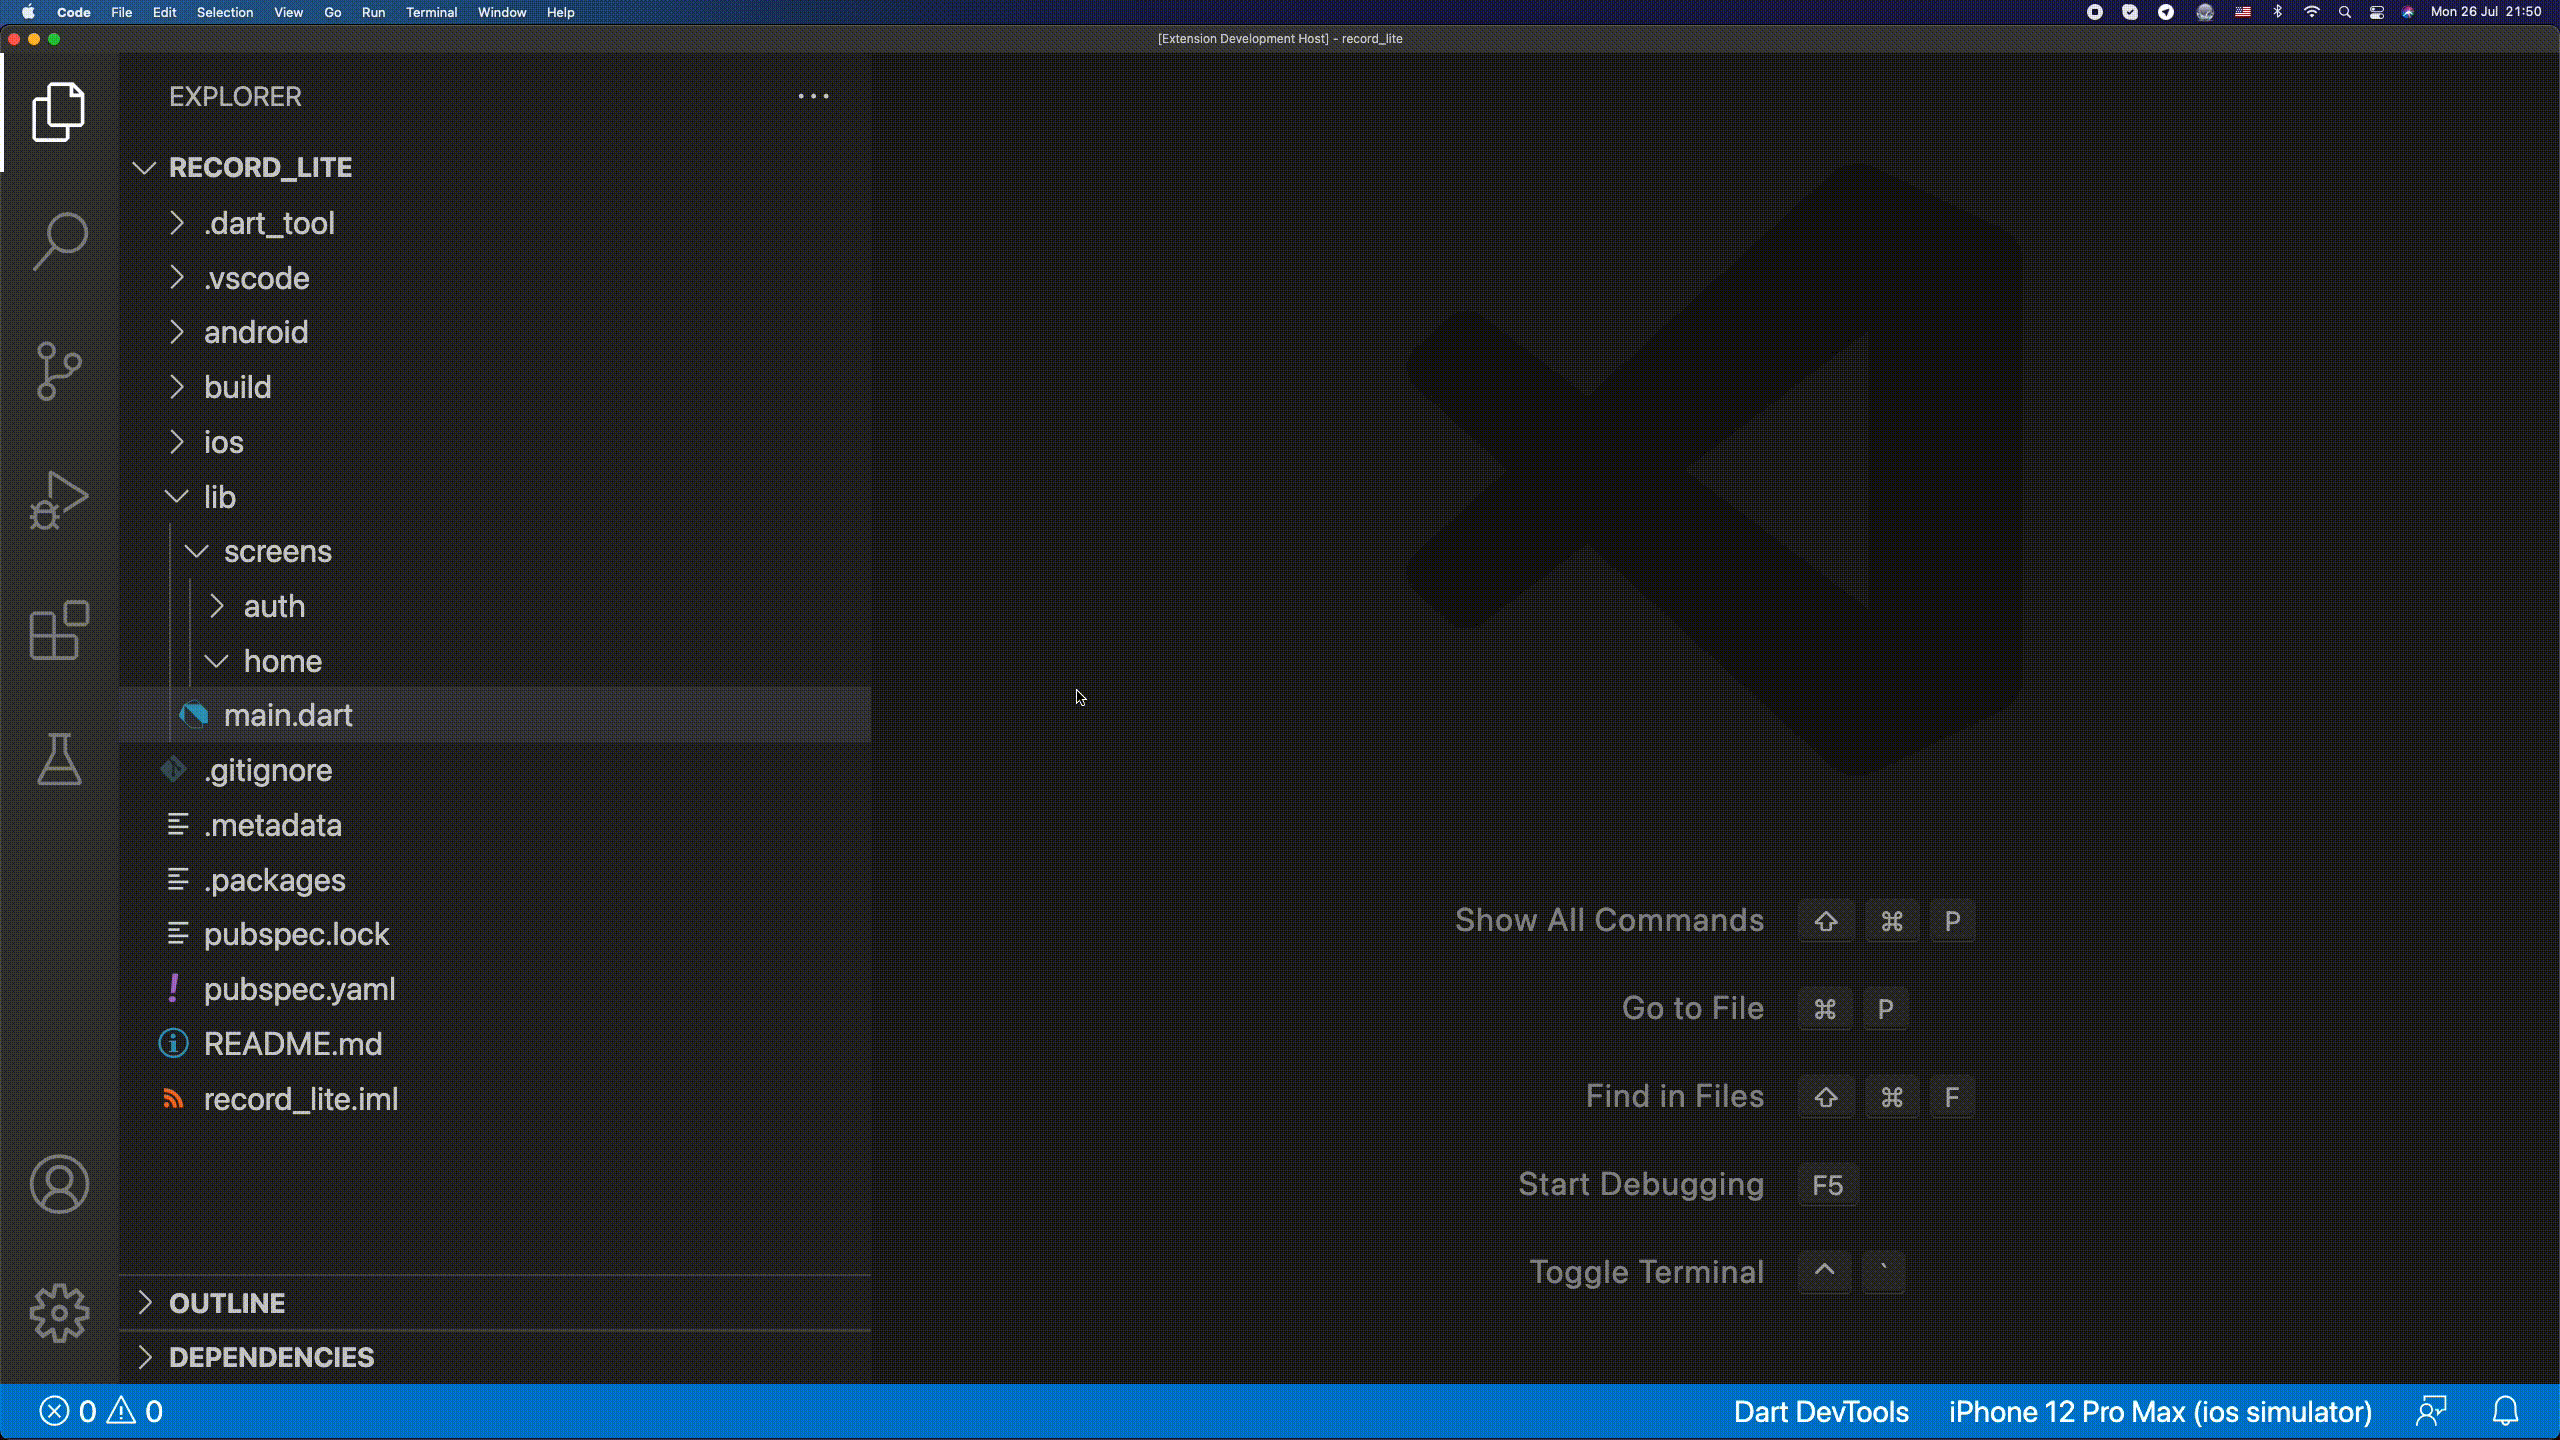 Code File Edit Selection View Go Run Terminal Window Help Mon 26 Jul 21:50
[Extension Development Host] - record_lite
EXPLORER
RECORD_LITE
.dart_tool
.vscode
android
build
ios
lib
screens
auth
home
main.dart
.gitignore
.metadata
.packages
pubspec.lock
pubspec.yaml
README.md
record_lite.iml
OUTLINE
DEPENDENCIES
Show All Commands ⇧ ⌘ P
Go to File ⌘ P
Find in Files ⇧ ⌘ F
Start Debugging F5
Toggle Terminal ^ `
0 0 Dart DevTools iPhone 12 Pro Max (ios simulator)